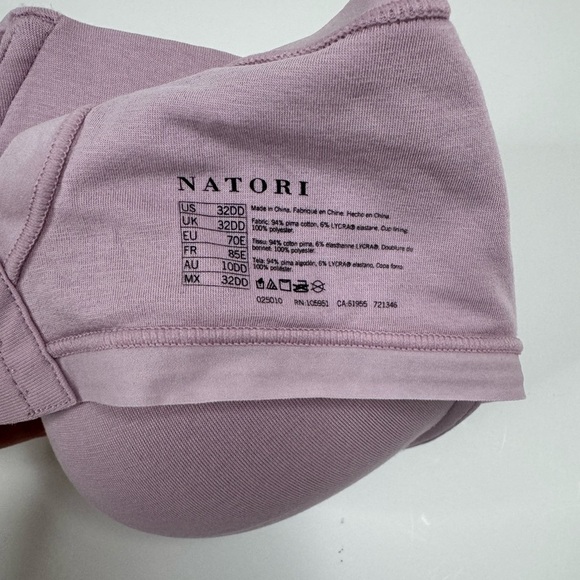 NATORI
US 32DD
UK 32DD
EU 70E
FR 85E
AU 10DD
MX 32DD
Made in China. Fabriqué en Chine. Hecho en China
Fabric: 94% pima cotton, 6% LYCRA® elastane. Cup lining:
100% polyester.
Tissu: 94% coton pima, 6% élasthanne LYCRA®. Doublure du
bonnet: 100% polyester.
Tela: 94% pima algodón, 6% LYCRA® elastano. Copa forro:
100% polyester.
025010 RN:105951 CA:51955 721346